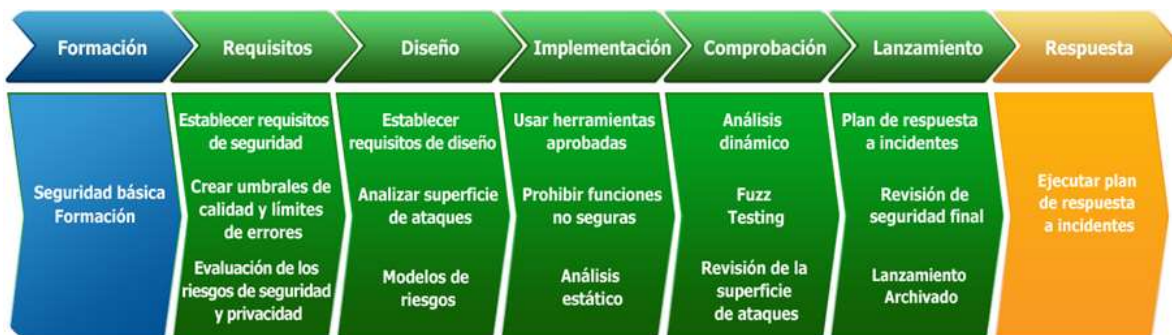 Formación
Requisitos
Diseño
Implementación
Comprobación
Lanzamiento
Respuesta
Seguridad básica
Formación
Establecer requisitos
de seguridad
Crear umbrales de
calidad y límites
de errores
Evaluación de los
riesgos de seguridad
y privacidad
Establecer
requisitos de diseño
Analizar superficie
de ataques
Modelos de
riesgos
Usar herramientas
aprobadas
Prohibir funciones
no seguras
Análisis
estático
Análisis
dinámico
Fuzz
Testing
Revisión de la
superficie
de ataques
Plan de respuesta
a incidentes
Revisión de
seguridad final
Lanzamiento
Archivado
Ejecutar plan
de respuesta
a incidentes